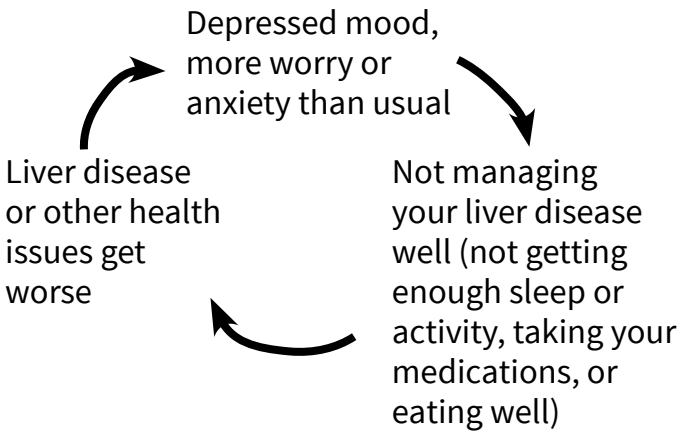 Depressed mood,
more worry or
anxiety than usual
Not managing
your liver disease
well (not getting
enough sleep or
activity, taking your
medications, or
eating well)
Liver disease
or other health
issues get
worse